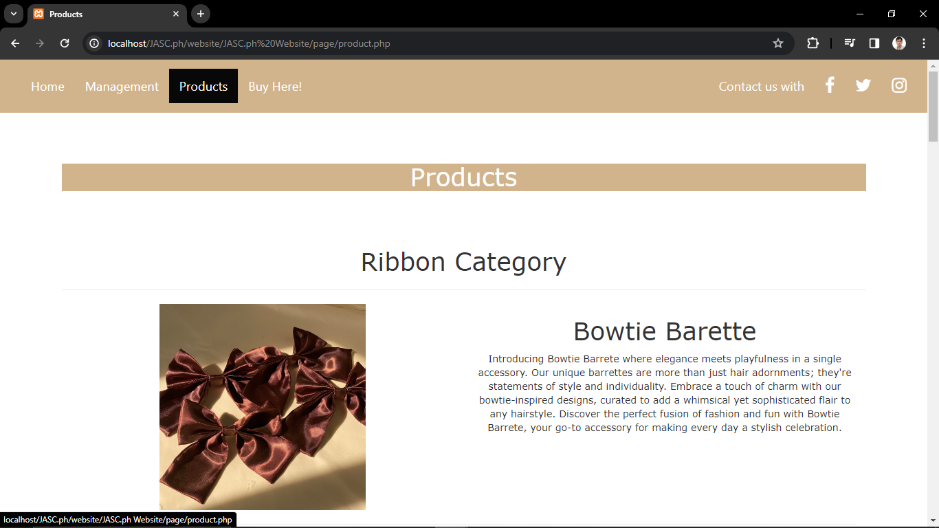 Products
localhost/JASC.ph/website/JASC.ph%20Website/page/product.php
Home Management Products Buy Here! Contact us with
Products
Ribbon Category
Bowtie Barette
Introducing Bowtie Barrete where elegance meets playfulness in a single
accessory. Our unique barrettes are more than just hair adornments; they're
statements of style and individuality. Embrace a touch of charm with our
bowtie-inspired designs, curated to add a whimsical yet sophisticated flair to
any hairstyle. Discover the perfect fusion of fashion and fun with Bowtie
Barrete, your go-to accessory for making every day a stylish celebration.
localhost/JASC.ph/website/JASC.ph Website/page/product.php